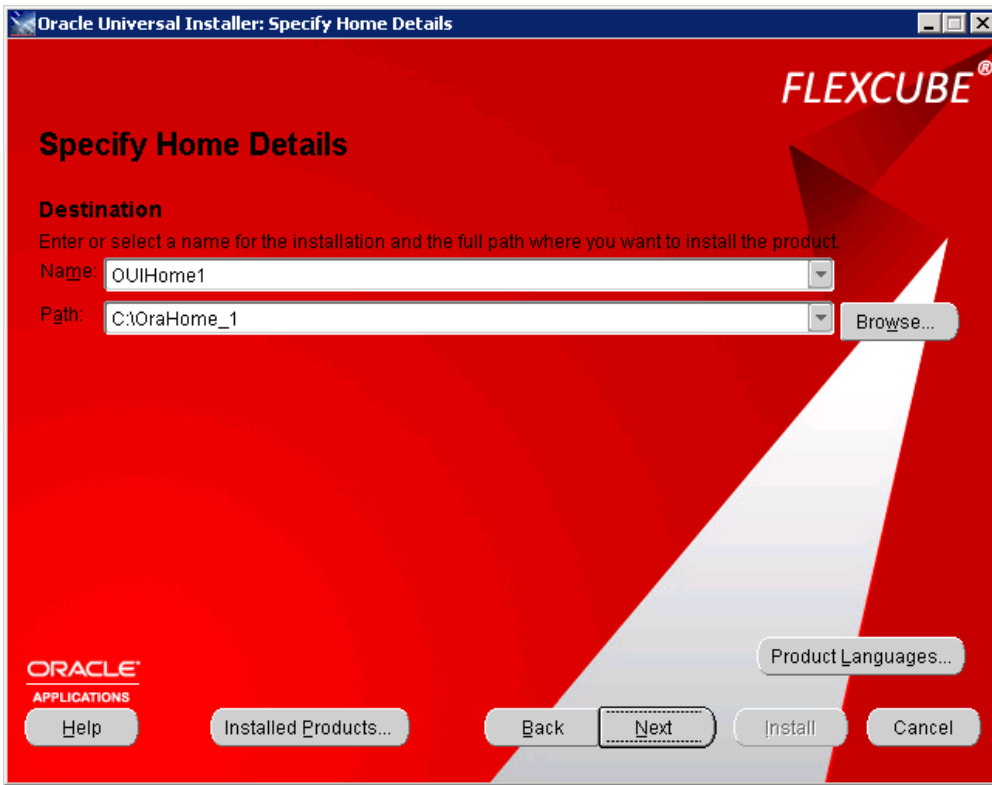 Oracle Universal Installer: Specify Home Details
FLEXCUBE®
Specify Home Details
Destination
Enter or select a name for the installation and the full path where you want to install the product.
Name: OUIHome1
Path: C:\OraHome_1 Browse...
Product Languages...
ORACLE®
APPLICATIONS
Help Installed Products... Back Next Install Cancel